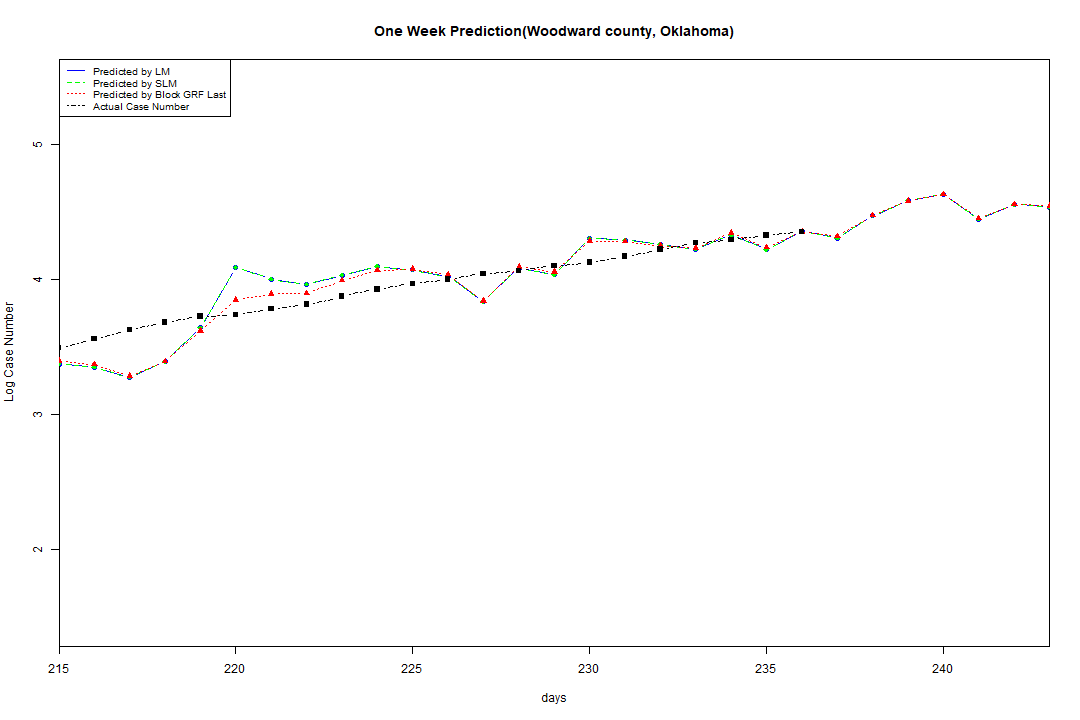 One Week Prediction(Woodward county, Oklahoma)
Predicted by LM
Predicted by SLM
Predicted by Block GRF Last
Actual Case Number
5
4
3
2
Log Case Number
215 220 225 230 235 240
days